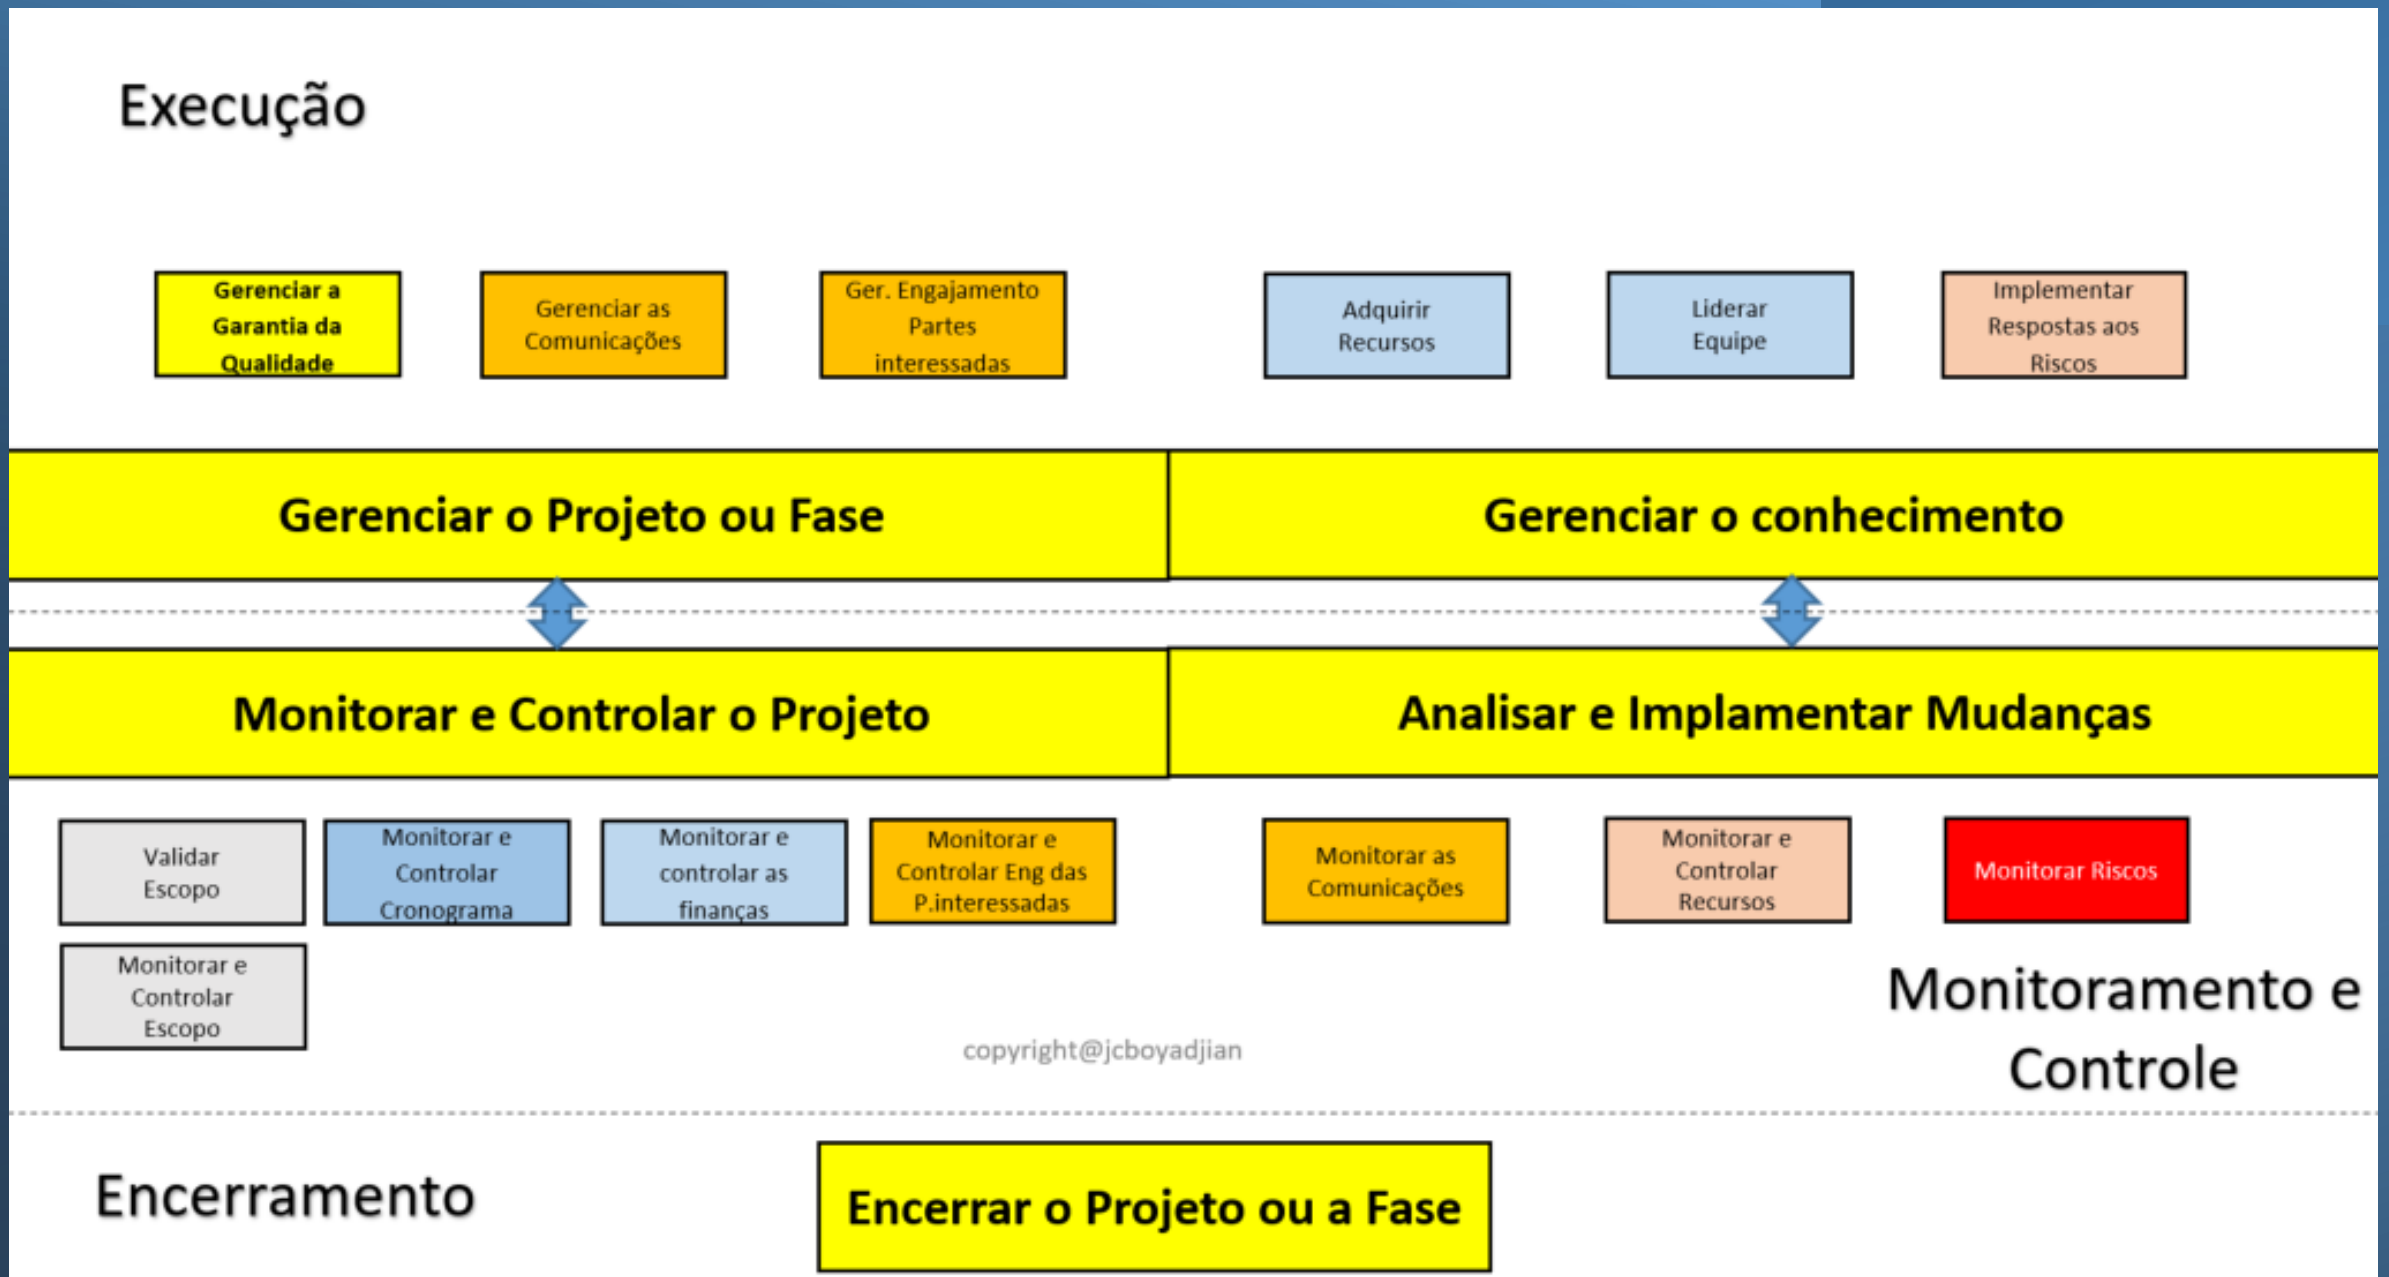 Execução
Gerenciar a
Garantia da
Qualidade
Gerenciar as
Comunicações
Ger. Engajamento
Partes
interessadas
Adquirir
Recursos
Liderar
Equipe
Implementar
Respostas aos
Riscos
Gerenciar o Projeto ou Fase
Gerenciar o conhecimento
Monitorar e Controlar o Projeto
Analisar e Implamentar Mudanças
Validar
Escopo
Monitorar e
Controlar
Cronograma
Monitorar e
controlar as
finanças
Monitorar e
Controlar Eng das
P.interessadas
Monitorar as
Comunicações
Monitorar e
Controlar
Recursos
Monitorar Riscos
Monitorar e
Controlar
Escopo
Monitoramento e
Controle
copyright@jcboyadjian
Encerramento
Encerrar o Projeto ou a Fase